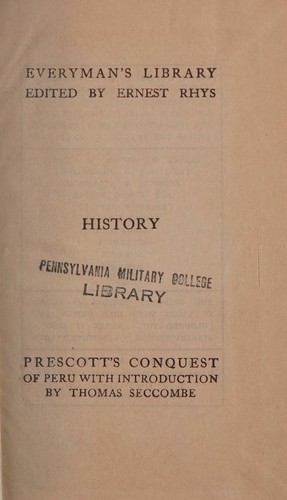 EVERYMAN'S LIBRARY
EDITED BY ERNEST RHYS
HISTORY
PENNSYLVANIA MILITARY COLLEGE
LIBRARY
PRESCOTT'S CONQUEST
OF PERU WITH INTRODUCTION
BY THOMAS SECCOMBE